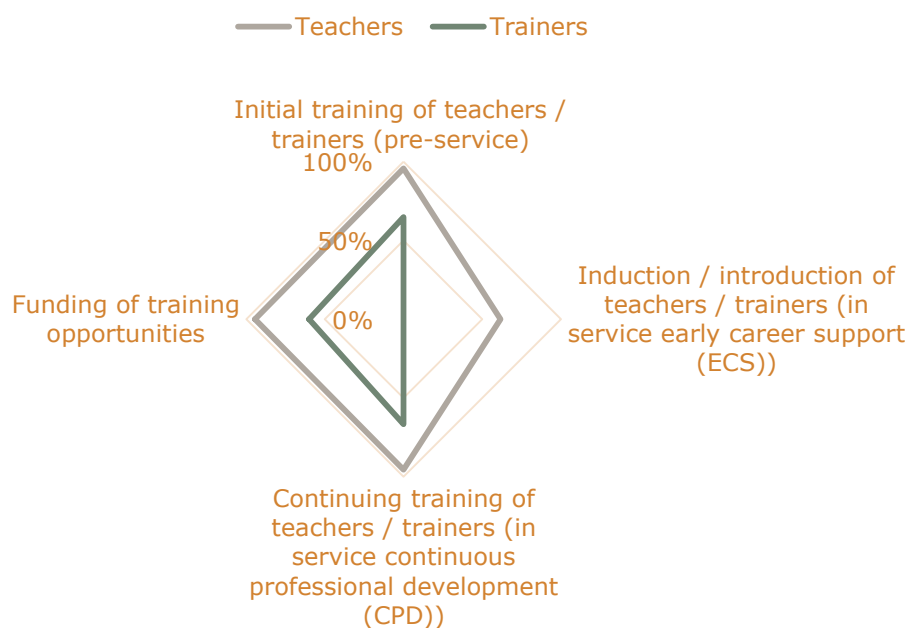 Teachers
Trainers
Initial training of teachers /
trainers (pre-service)
100%
50%
0%
Induction / introduction of
teachers / trainers (in
service early career support
(ECS))
Funding of training
opportunities
Continuing training of
teachers / trainers (in
service continuous
professional development
(CPD))